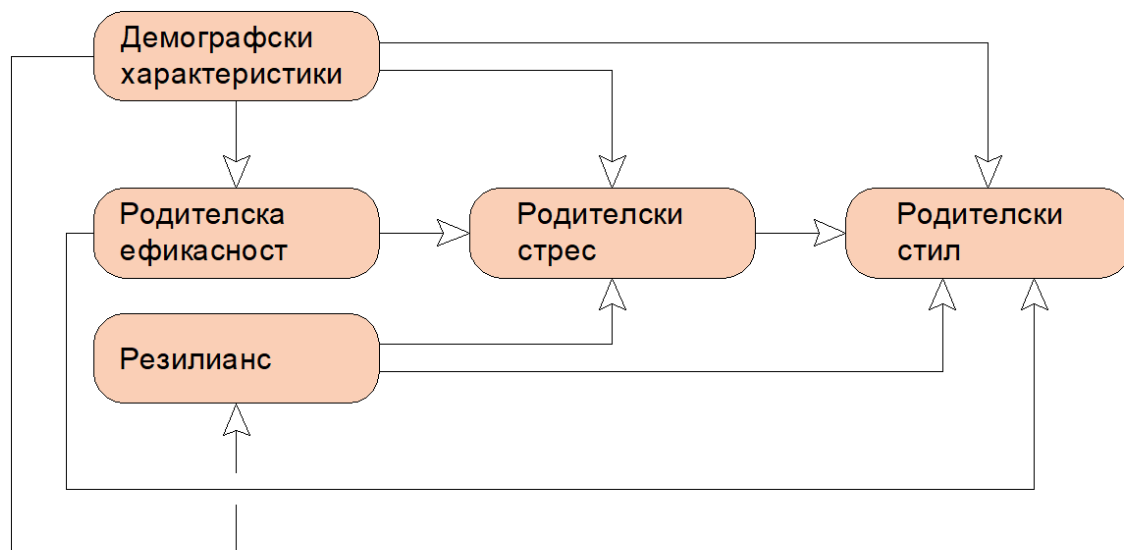 Демографски
характеристики
Родителска
ефикасност
Родителски
стрес
Родителски
стил
Резилианс